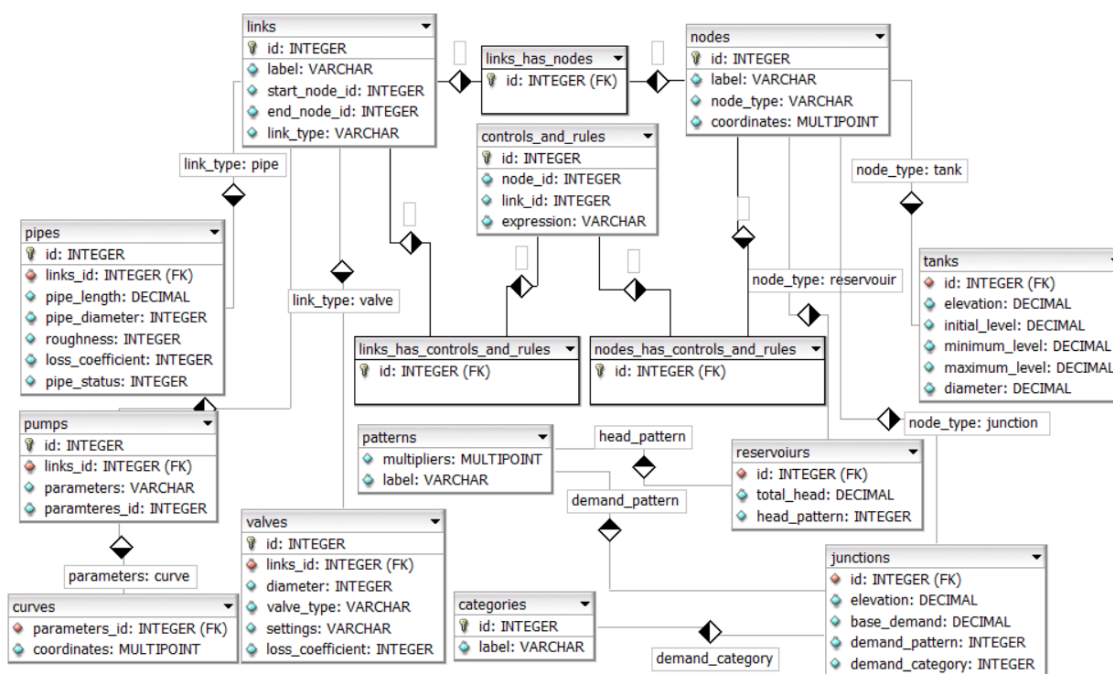 links
id: INTEGER
label: VARCHAR
start_node_id: INTEGER
end_node_id: INTEGER
link_type: VARCHAR
links_has_nodes
id: INTEGER (FK)
nodes
id: INTEGER
label: VARCHAR
node_type: VARCHAR
coordinates: MULTIPOINT
controls_and_rules
id: INTEGER
node_id: INTEGER
link_id: INTEGER
expression: VARCHAR
link_type: pipe
node_type: tank
pipes
id: INTEGER
links_id: INTEGER (FK)
pipe_length: DECIMAL
pipe_diameter: INTEGER
roughness: INTEGER
loss_coefficient: INTEGER
pipe_status: INTEGER
link_type: valve
node_type: reservouir
tanks
id: INTEGER (FK)
elevation: DECIMAL
initial_level: DECIMAL
minimum_level: DECIMAL
maximum_level: DECIMAL
diameter: DECIMAL
links_has_controls_and_rules
id: INTEGER (FK)
nodes_has_controls_and_rules
id: INTEGER (FK)
pumps
id: INTEGER
links_id: INTEGER (FK)
parameters: VARCHAR
paramteres_id: INTEGER
patterns
multipliers: MULTIPOINT
label: VARCHAR
head_pattern
demand_pattern
node_type: junction
reservoiurs
id: INTEGER (FK)
total_head: DECIMAL
head_pattern: INTEGER
parameters: curve
curves
parameters_id: INTEGER (FK)
coordinates: MULTIPOINT
valves
id: INTEGER
links_id: INTEGER (FK)
diameter: INTEGER
valve_type: VARCHAR
settings: VARCHAR
loss_coefficient: INTEGER
categories
id: INTEGER
label: VARCHAR
demand_category
junctions
id: INTEGER (FK)
elevation: DECIMAL
base_demand: DECIMAL
demand_pattern: INTEGER
demand_category: INTEGER